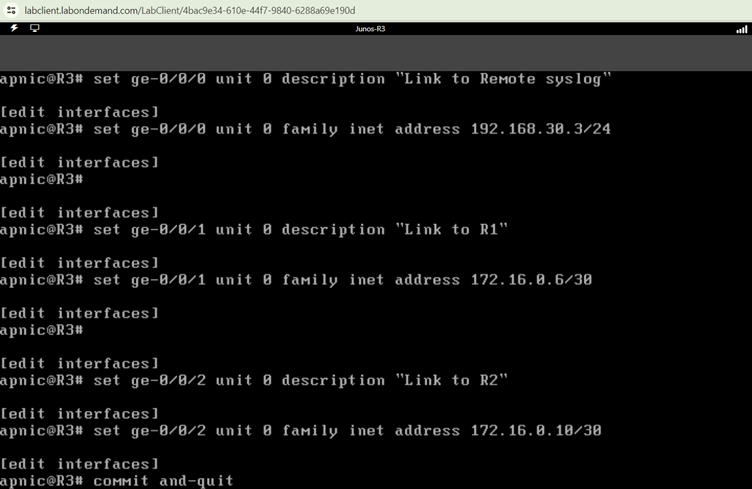 labclient.labondemand.com/LabClient/4bac9e34-610e-44f7-9840-6288a69e190d
Junos-R3
apnic@R3# set ge-0/0/0 unit 0 description "Link to Remote syslog"
[edit interfaces]
apnic@R3# set ge-0/0/0 unit 0 family inet address 192.168.30.3/24
[edit interfaces]
apnic@R3#
[edit interfaces]
apnic@R3# set ge-0/0/1 unit 0 description "Link to R1"
[edit interfaces]
apnic@R3# set ge-0/0/1 unit 0 family inet address 172.16.0.6/30
[edit interfaces]
apnic@R3#
[edit interfaces]
apnic@R3# set ge-0/0/2 unit 0 description "Link to R2"
[edit interfaces]
apnic@R3# set ge-0/0/2 unit 0 family inet address 172.16.0.10/30
[edit interfaces]
apnic@R3# commit and-quit